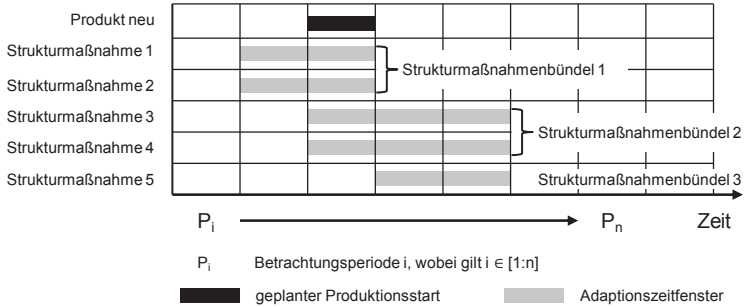 Produkt neu
Strukturmaßnahme 1
Strukturmaßnahmenbündel 1
Strukturmaßnahme 2
Strukturmaßnahme 3
Strukturmaßnahmenbündel 2
Strukturmaßnahme 4
Strukturmaßnahme 5
Strukturmaßnahmenbündel 3
Pi Pn Zeit
Pi Betrachtungsperiode i, wobei gilt i ∈ [1:n]
geplanter Produktionsstart Adaptionszeitfenster